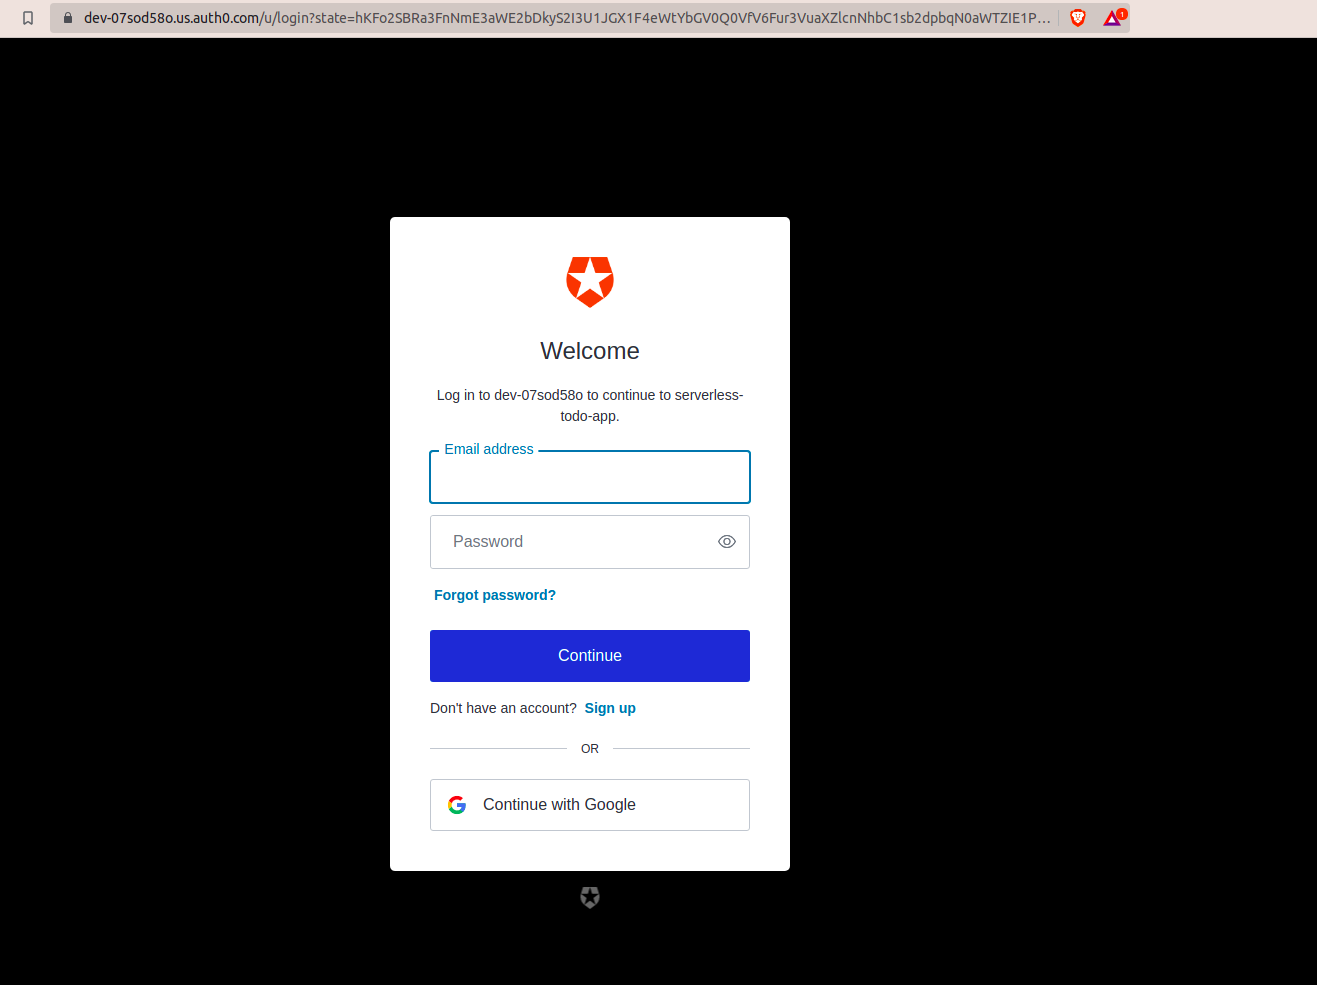 dev-07sod58o.us.auth0.com/u/login?state=hKFo2SBRa3FnNmE3aWE2bDkyS2I3U1JGX1F4eWtYbGV0Q0VfV6Fur3VuaXZlcnNhbC1sb2dpbqN0aWTZIE1P...
1
Welcome
Log in to dev-07sod58o to continue to serverless-
todo-app.
Email address
Password
Forgot password?
Continue
Don't have an account? Sign up
OR
Continue with Google